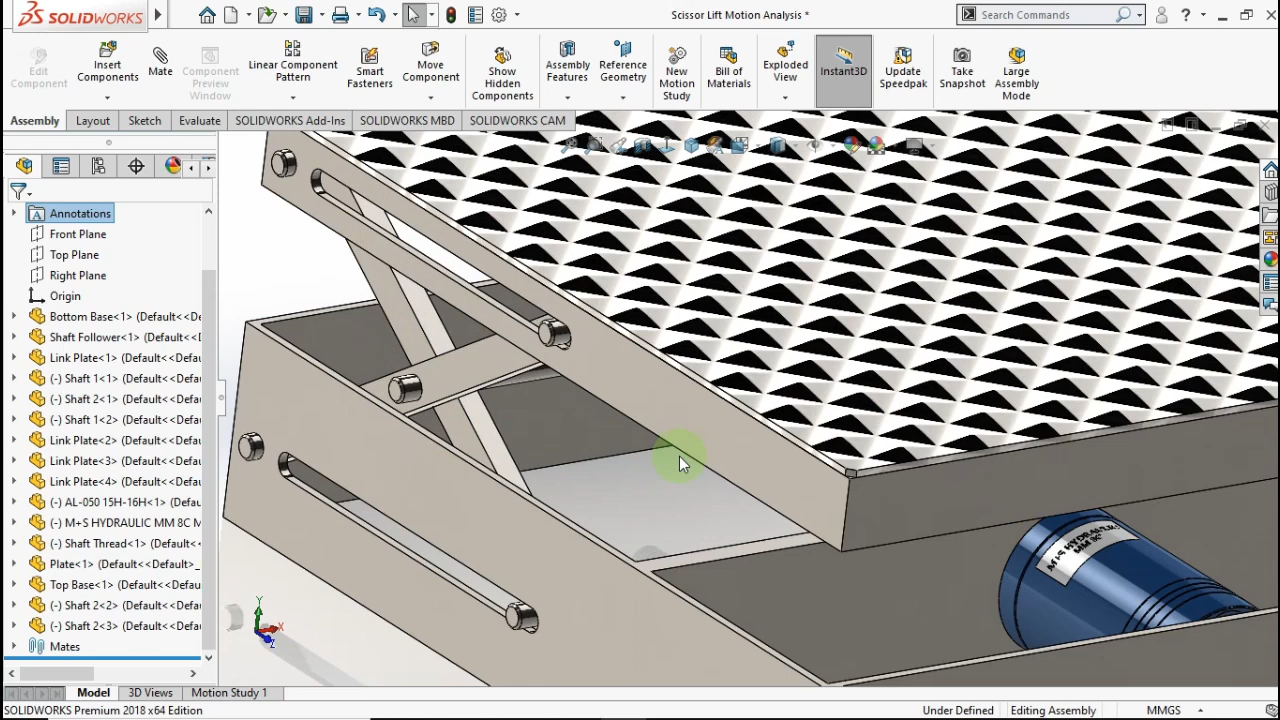 SOLIDWORKS
Scissor Lift Motion Analysis *
Search Commands
?
Edit Component
Insert Components
Mate
Component Preview Window
Linear Component Pattern
Smart Fasteners
Move Component
Show Hidden Components
Assembly Features
Reference Geometry
New Motion Study
Bill of Materials
Exploded View
Instant3D
Update Speedpak
Take Snapshot
Large Assembly Mode
Assembly
Layout
Sketch
Evaluate
SOLIDWORKS Add-Ins
SOLIDWORKS MBD
SOLIDWORKS CAM
Annotations
Front Plane
Top Plane
Right Plane
Origin
Bottom Base<1> (Default<<De
Shaft Follower<1> (Default<
Link Plate<1> (Default<<Defa
(-) Shaft 1<1> (Default<<Defau
(-) Shaft 2<1> (Default<<Defau
(-) Shaft 1<2> (Default<<Defau
Link Plate<2> (Default<<Defa
Link Plate<3> (Default<<Defa
Link Plate<4> (Default<<Defa
(-) AL-050 15H-16H<1> (Defau
(-) M+S HYDRAULIC MM 8C M
(-) Shaft Thread<1> (Default<
Plate<1> (Default<<Default>_
Top Base<1> (Default<<Defau
(-) Shaft 2<2> (Default<<Defau
(-) Shaft 2<3> (Default<<Defau
Mates
M+S HYDRAULIC
MM 8C
Y
X
Z
Model
3D Views
Motion Study 1
SOLIDWORKS Premium 2018 x64 Edition
Under Defined
Editing Assembly
MMGS